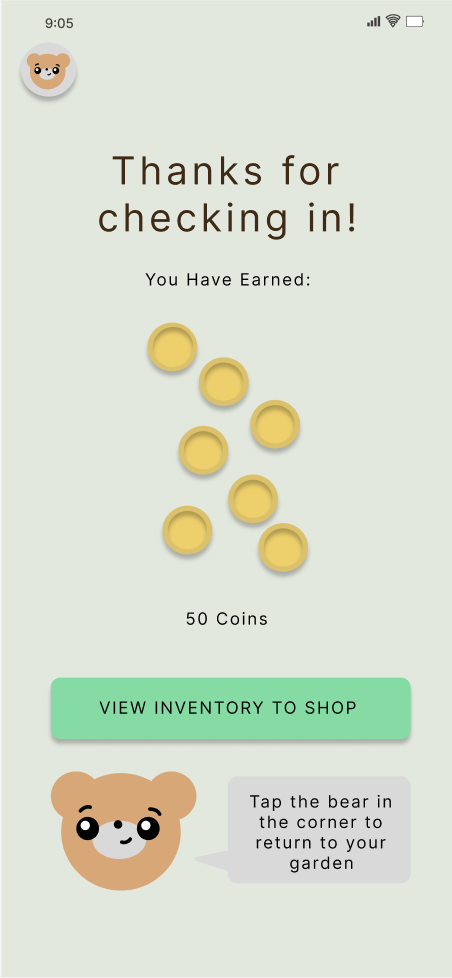 9:05
Thanks for
checking in!
You Have Earned:
50 Coins
VIEW INVENTORY TO SHOP
Tap the bear in
the corner to
return to your
garden